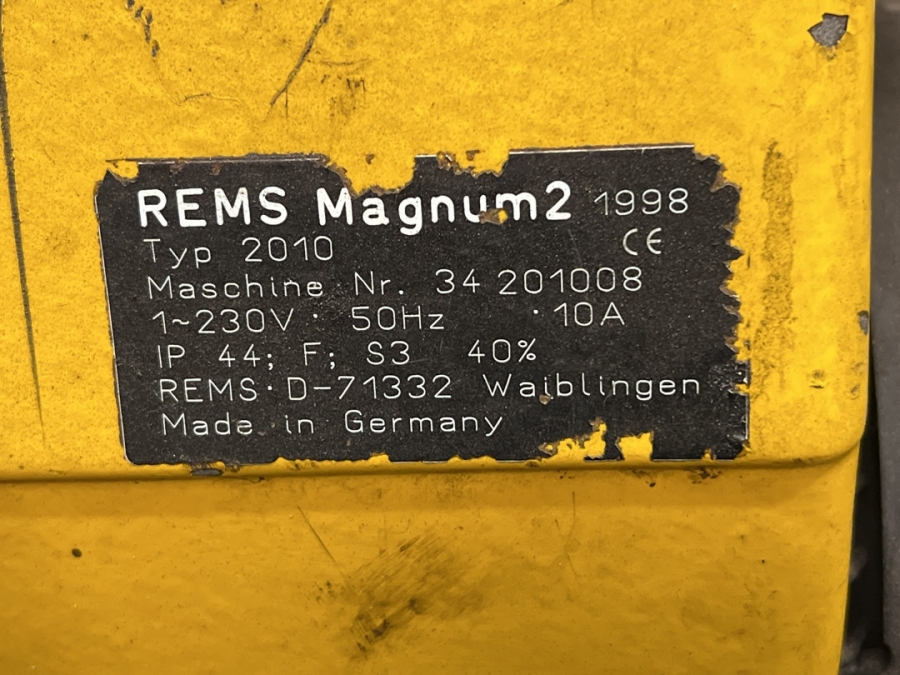 REMS Magnum2 1998
Typ 2010 CE
Maschine Nr. 34 201008
1~230V · 50Hz · 10A
IP 44; F; S3 40%
REMS · D-71332 Waiblingen
Made in Germany